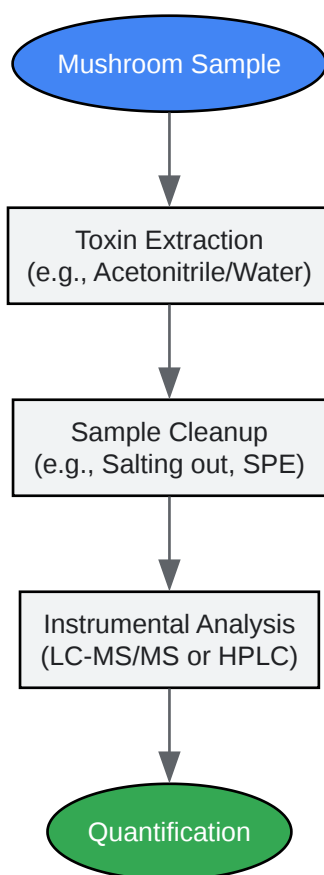 Mushroom Sample
Toxin Extraction
(e.g., Acetonitrile/Water)
Sample Cleanup
(e.g., Salting out, SPE)
Instrumental Analysis
(LC-MS/MS or HPLC)
Quantification